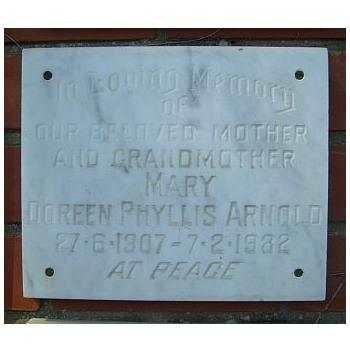 In Loving Memory
OF
OUR BELOVED MOTHER
AND GRANDMOTHER
MARY
DOREEN PHYLLIS ARNOLD
27·6·1907-7·2·1982
AT PEACE